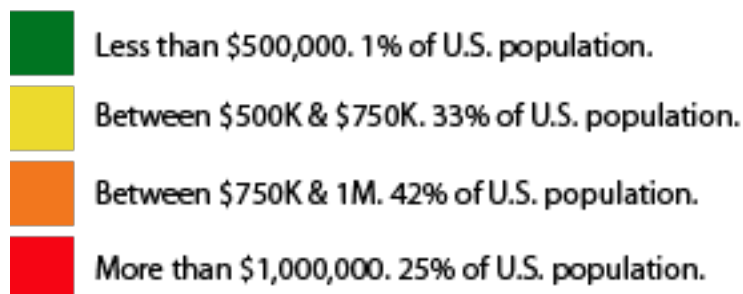 Less than $500,000. 1% of U.S. population.
Between $500K & $750K. 33% of U.S. population.
Between $750K & 1M. 42% of U.S. population.
More than $1,000,000. 25% of U.S. population.